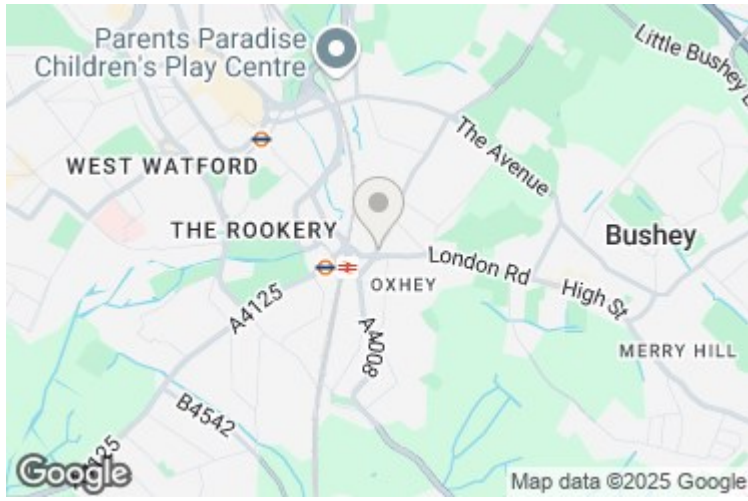 Parents Paradise
Children's Play Centre
Little Bushey
The Avenue
WEST WATFORD
THE ROOKERY
Bushey
London Rd
High St
OXHEY
A4125
A4008
MERRY HILL
B4542
Google
Map data ©2025 Google